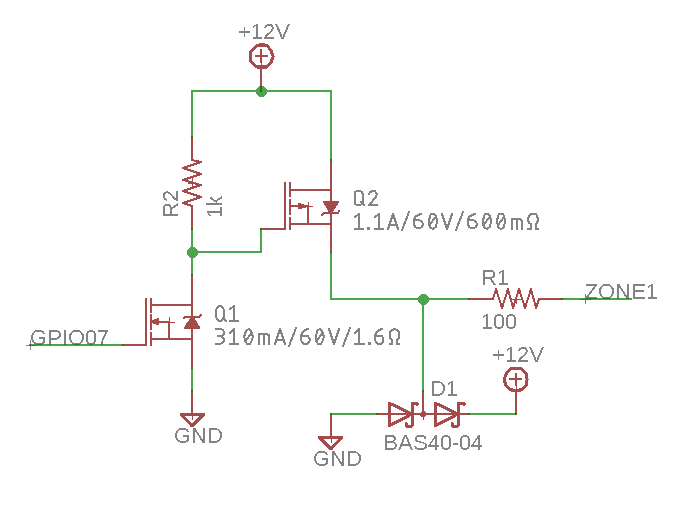 +12V
R2
1k
Q2
1.1A/60V/600mΩ
R1
ZONE1
100
Q1
310mA/60V/1.6Ω
GPIO07
+12V
D1
GND
BAS40-04
GND